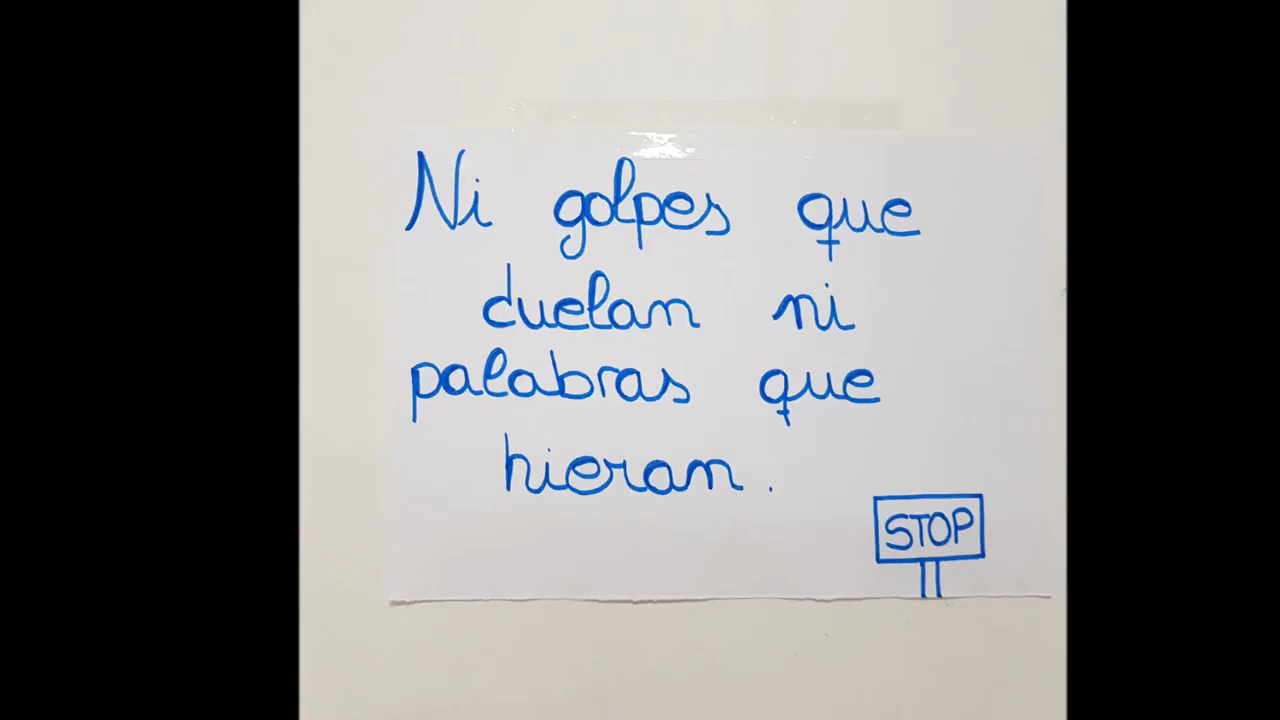 Ni golpes que
duelan ni
palabras que
hieran.
STOP